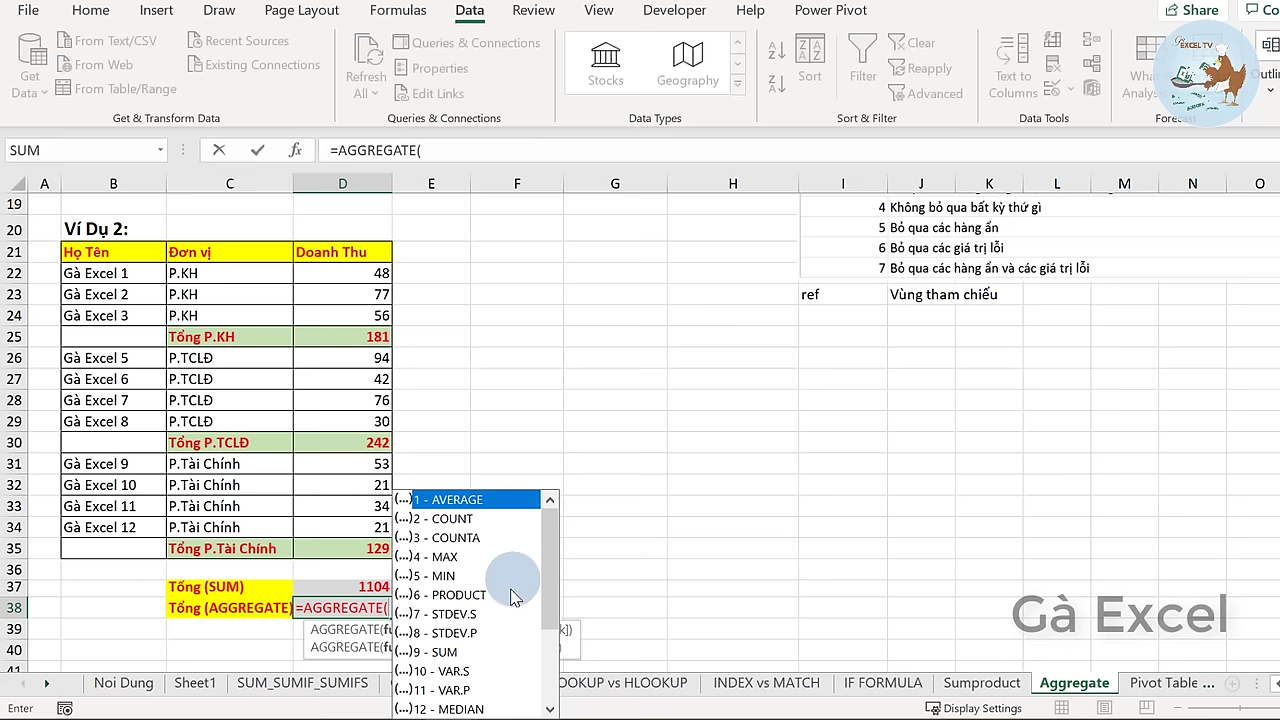 File Home Insert Draw Page Layout Formulas Data Review View Developer Help Power Pivot Share Co
From Text/CSV Recent Sources
From Web Existing Connections
From Table/Range
Get Data
Get & Transform Data
Refresh All
Queries & Connections
Properties
Edit Links
Queries & Connections
Stocks Geography
Data Types
Sort Filter
Clear
Reapply
Advanced
Sort & Filter
Text to Columns
Data Tools
What
Analys
EXCEL TV
SUM fx =AGGREGATE(
A B C D E F G H I J K L M N O
19 4 Không bỏ qua bất kỳ thứ gì
20 Ví Dụ 2: 5 Bỏ qua các hàng ẩn
21 Họ Tên Đơn vị Doanh Thu 6 Bỏ qua các giá trị lỗi
22 Gà Excel 1 P.KH 48 7 Bỏ qua các hàng ẩn và các giá trị lỗi
23 Gà Excel 2 P.KH 77 ref Vùng tham chiếu
24 Gà Excel 3 P.KH 56
25 Tổng P.KH 181
26 Gà Excel 5 P.TCLĐ 94
27 Gà Excel 6 P.TCLĐ 42
28 Gà Excel 7 P.TCLĐ 76
29 Gà Excel 8 P.TCLĐ 30
30 Tổng P.TCLĐ 242
31 Gà Excel 9 P.Tài Chính 53
32 Gà Excel 10 P.Tài Chính 21
33 Gà Excel 11 P.Tài Chính 34
34 Gà Excel 12 P.Tài Chính 21
35 Tổng P.Tài Chính 129
36
37 Tổng (SUM) 1104
38 Tổng (AGGREGATE) =AGGREGATE(
39 AGGREGATE(fu k])
40 AGGREGATE(fu )
41
(...) 1 - AVERAGE
(...) 2 - COUNT
(...) 3 - COUNTA
(...) 4 - MAX
(...) 5 - MIN
(...) 6 - PRODUCT
(...) 7 - STDEV.S
(...) 8 - STDEV.P
(...) 9 - SUM
(...) 10 - VAR.S
(...) 11 - VAR.P
(...) 12 - MEDIAN
Gà Excel
Noi Dung Sheet1 SUM_SUMIF_SUMIFS OOKUP vs HLOOKUP INDEX vs MATCH IF FORMULA Sumproduct Aggregate Pivot Table ...
Enter Display Settings